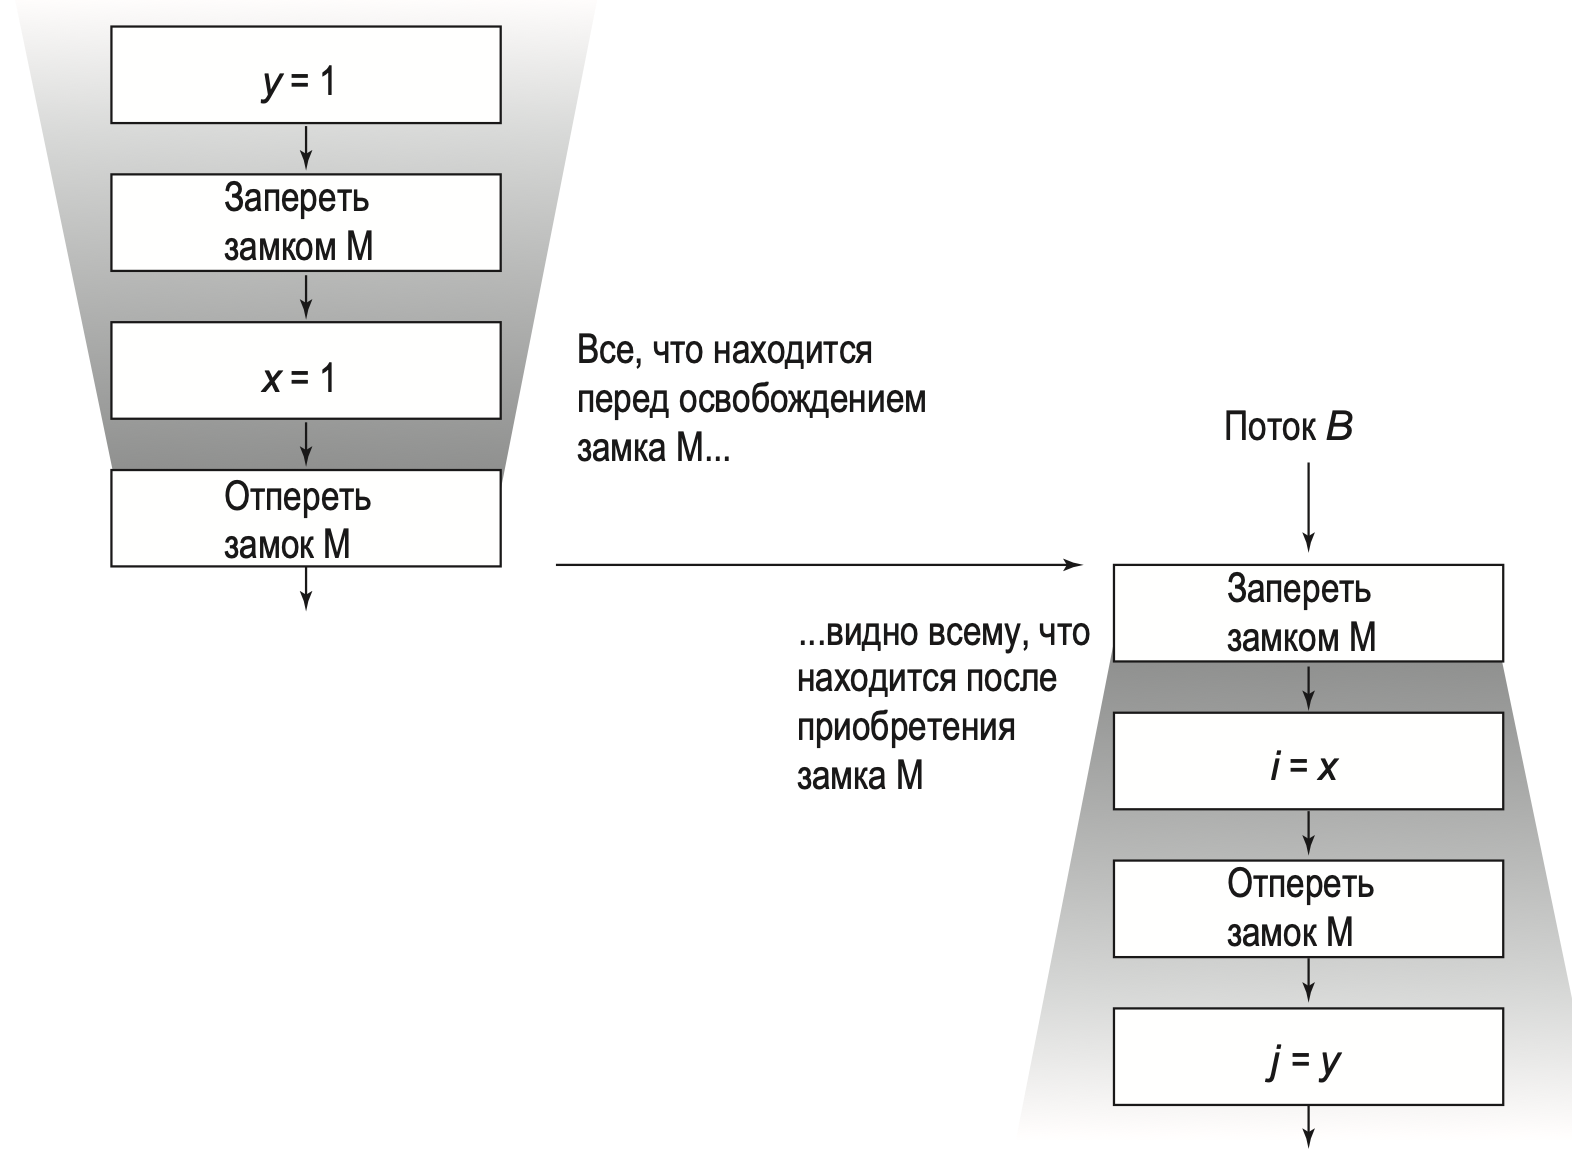 y = 1
Запереть
замком М
x = 1
Отпереть
замок М
Все, что находится
перед освобождением
замка М...
Поток B
...видно всему, что
находится после
приобретения
замка М
Запереть
замком М
i = x
Отпереть
замок М
j = y